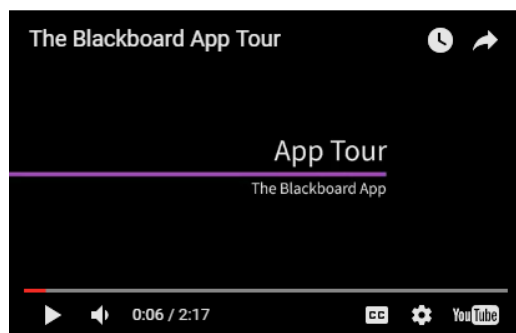 The Blackboard App Tour
App Tour
The Blackboard App
0:06 / 2:17
CC
YouTube